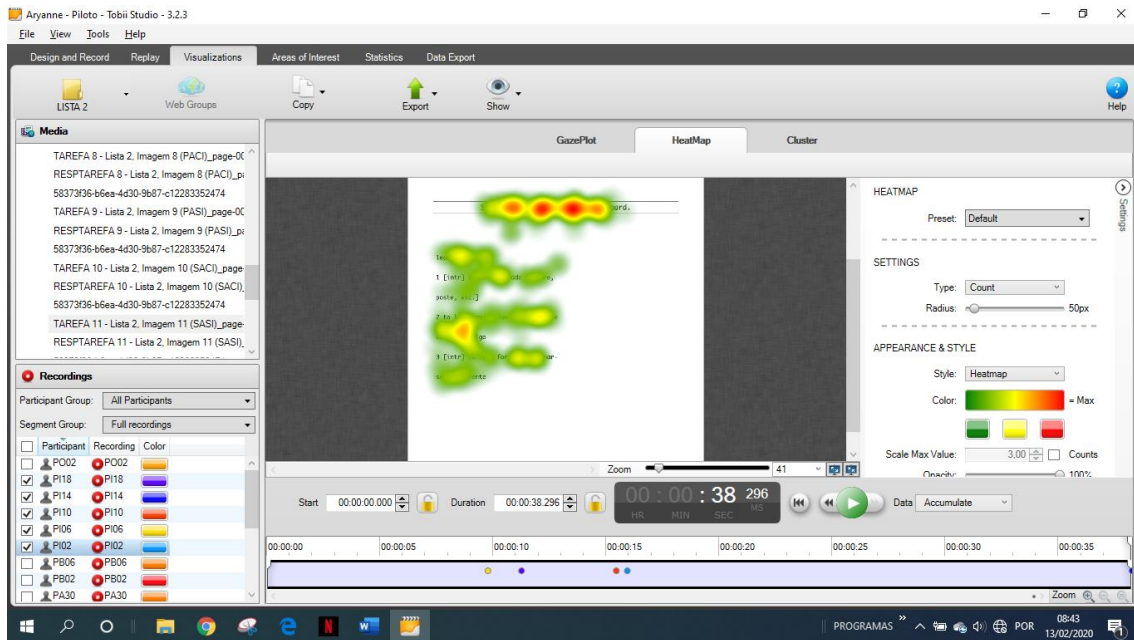 Aryanne - Piloto - Tobii Studio - 3.2.3
File View Tools Help
Design and Record Replay Visualizations Areas of Interest Statistics Data Export
LISTA 2 Web Groups Copy Export Show Help
Media
TAREFA 8 - Lista 2, Imagem 8 (PACI)_page-00
RESPTAREFA 8 - Lista 2, Imagem 8 (PACI)_pa
58373f36-b6ea-4d30-9b87-c12283352474
TAREFA 9 - Lista 2, Imagem 9 (PASI)_page-00
RESPTAREFA 9 - Lista 2, Imagem 9 (PASI)_pa
58373f36-b6ea-4d30-9b87-c12283352474
TAREFA 10 - Lista 2, Imagem 10 (SACI)_page-
RESPTAREFA 10 - Lista 2, Imagem 10 (SACI)_
58373f36-b6ea-4d30-9b87-c12283352474
TAREFA 11 - Lista 2, Imagem 11 (SASI)_page-
RESPTAREFA 11 - Lista 2, Imagem 11 (SASI)_
Recordings
Participant Group: All Participants
Segment Group: Full recordings
Participant Recording Color
PO02 PO02
PI18 PI18
PI14 PI14
PI10 PI10
PI06 PI06
PI02 PI02
PB06 PB06
PB02 PB02
PA30 PA30
GazePlot HeatMap Cluster
ord.
1 [intr]
poste, etc.]
3 [intr] for
HEATMAP
Preset: Default
SETTINGS
Type: Count
Radius: 50px
APPEARANCE & STYLE
Style: Heatmap
Color: = Max
Scale Max Value: 3,00 Counts
Opacity: 100%
Settings
Zoom 41
Start 00:00:00.000 Duration 00:00:38.296 00 : 00 : 38 296 Data Accumulate
HR MIN SEC MS
00:00:00 00:00:05 00:00:10 00:00:15 00:00:20 00:00:25 00:00:30 00:00:35
Zoom
PROGRAMAS POR 08:43
13/02/2020